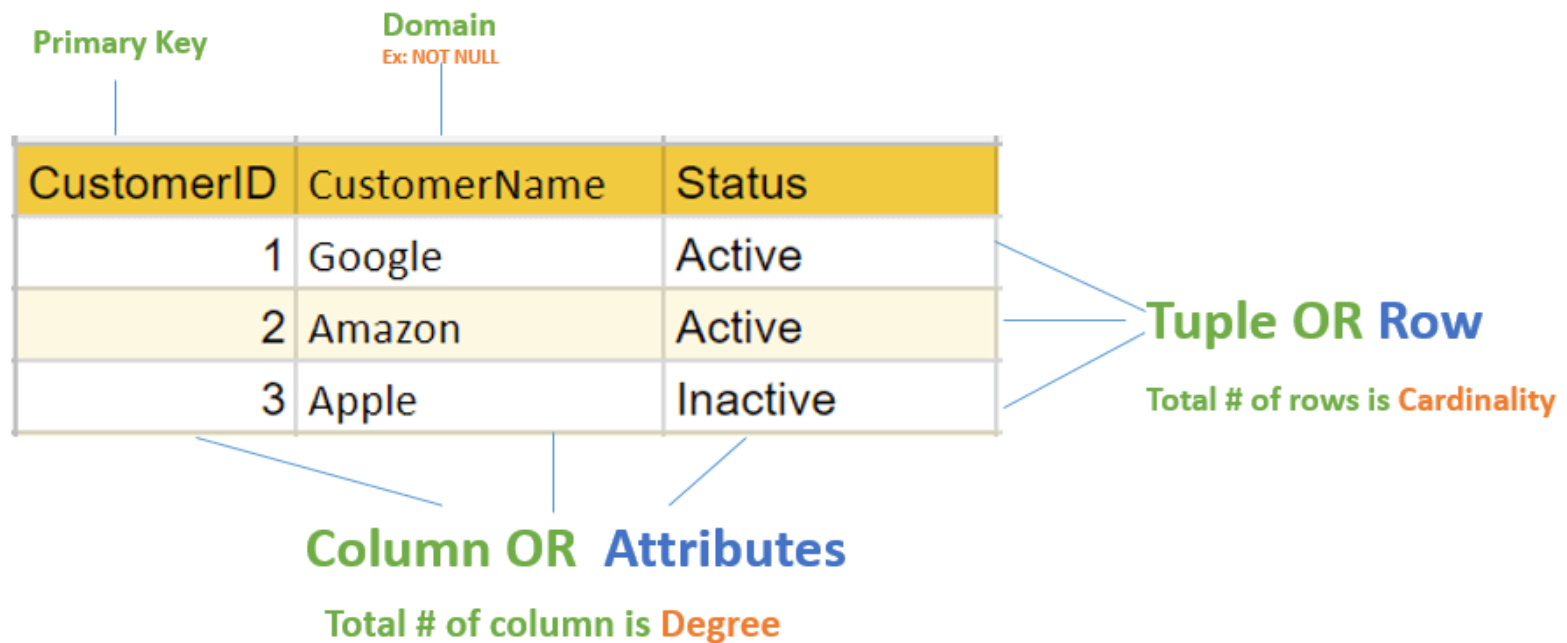 Primary Key
Domain
Ex: NOT NULL
CustomerID CustomerName Status
1 Google Active
2 Amazon Active
3 Apple Inactive
Tuple OR Row
Total # of rows is Cardinality
Column OR Attributes
Total # of column is Degree